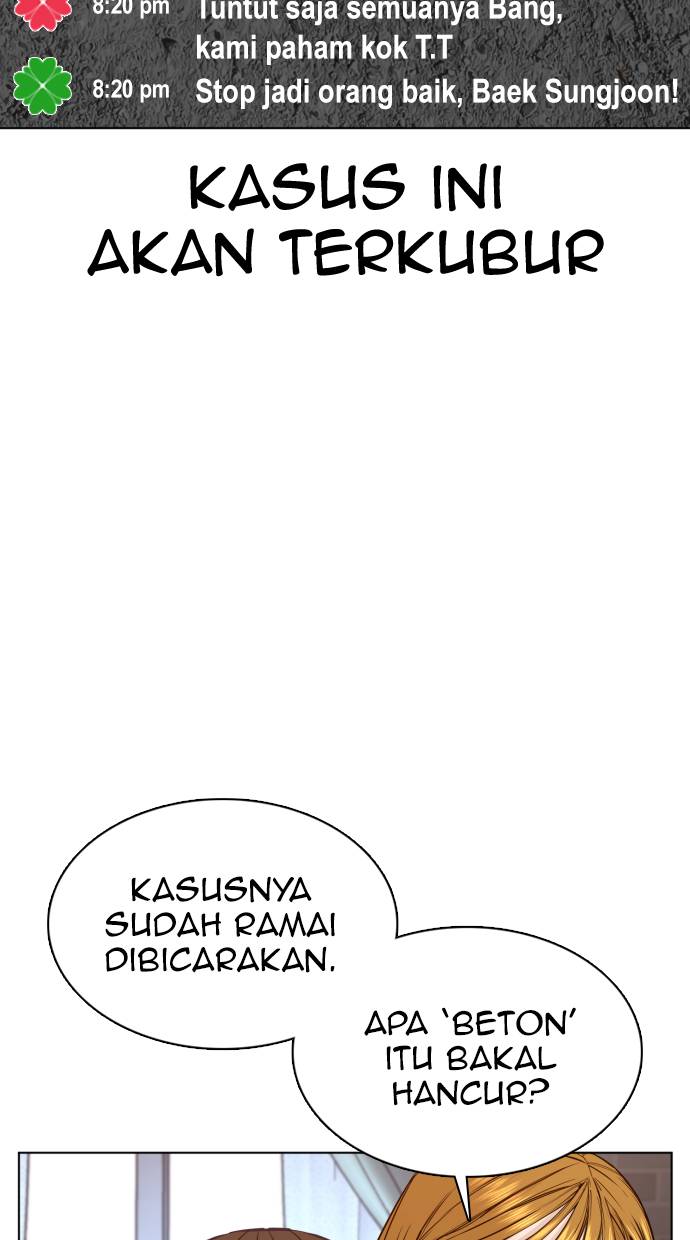 8:20 pm Tuntut saja semuanya Bang,
kami paham kok T.T
8:20 pm Stop jadi orang baik, Baek Sungjoon!
KASUS INI
AKAN TERKUBUR
KASUSNYA
SUDAH RAMAI
DIBICARAKAN.
APA ‘BETON’
ITU BAKAL
HANCUR?